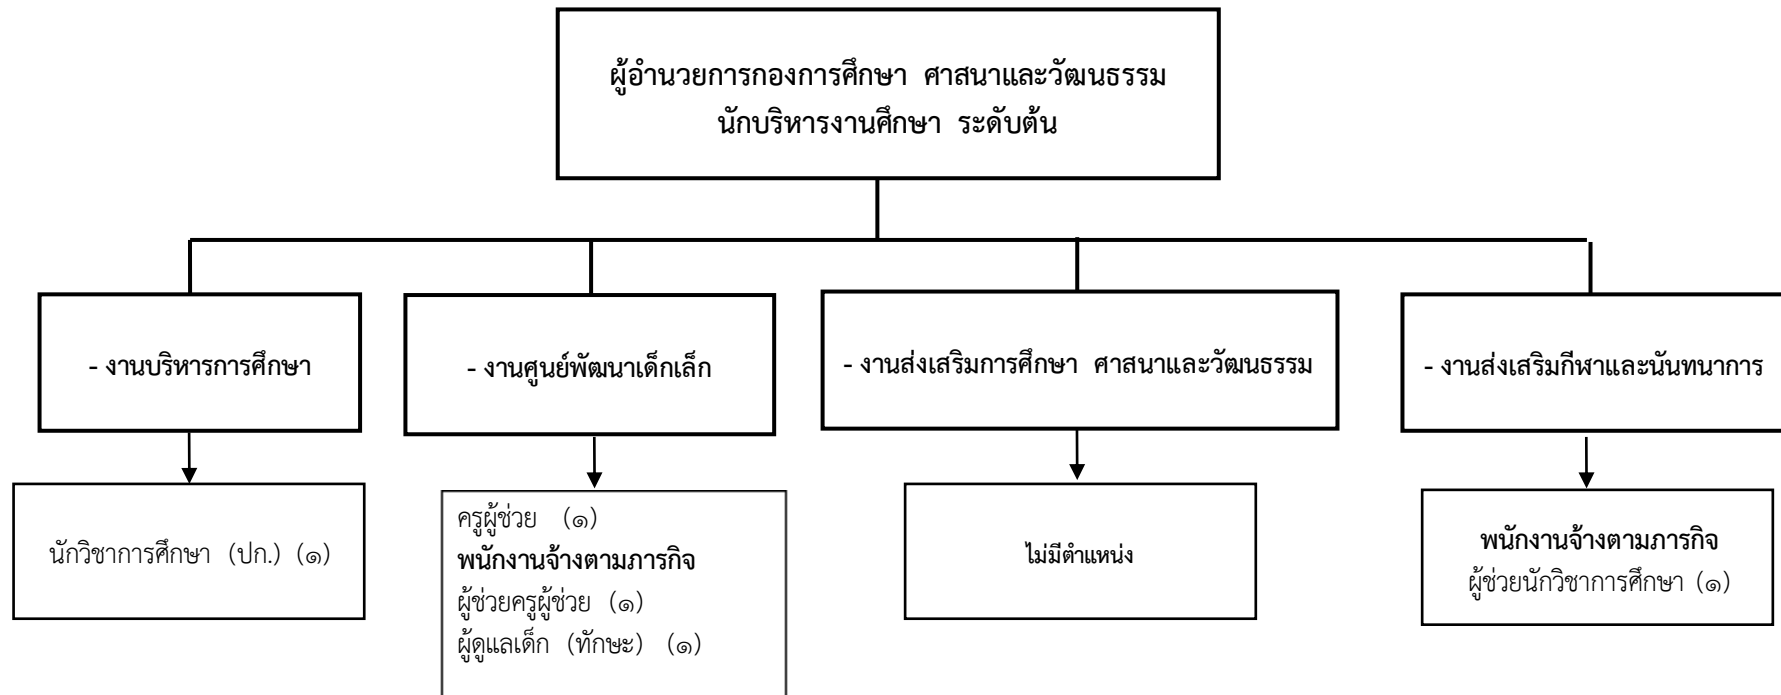 ผู้อำนวยการกองการศึกษา ศาสนาและวัฒนธรรม
นักบริหารงานศึกษา ระดับต้น
- งานบริหารการศึกษา
- งานศูนย์พัฒนาเด็กเล็ก
- งานส่งเสริมการศึกษา ศาสนาและวัฒนธรรม
- งานส่งเสริมกีฬาและนันทนาการ
นักวิชาการศึกษา (ปก.) (๑)
ครูผู้ช่วย (๑)
พนักงานจ้างตามภารกิจ
ผู้ช่วยครูผู้ช่วย (๑)
ผู้ดูแลเด็ก (ทักษะ) (๑)
ไม่มีตำแหน่ง
พนักงานจ้างตามภารกิจ
ผู้ช่วยนักวิชาการศึกษา (๑)